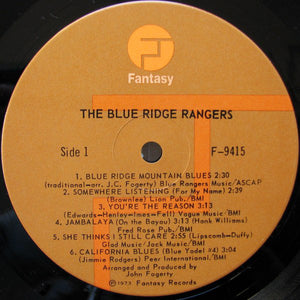 Fantasy
THE BLUE RIDGE RANGERS
Side 1 F-9415
1. BLUE RIDGE MOUNTAIN BLUES 2:30
(traditional-arr. J.C. Fogerty) Blue Rangers Music/ASCAP
2. SOMEWHERE LISTENING (For My Name) 2:39
(Brownlee) Lion Pub./BMI
3. YOU'RE THE REASON 3:13
(Edwards-Henley-Imes-Fell) Vogue Music/BMI
4. JAMBALAYA (On the Bayou) 3:13 (Hank Williams)
Fred Rose Pub./BMI
5. SHE THINKS I STILL CARE 2:55 (Lipscomb-Duffy)
Glad Music/Jack Music/BMI
6. CALIFORNIA BLUES (Blue Yodel #4) 3:04
(Jimmie Rodgers) Peer International/BMI
Arranged and Produced by
John Fogerty
℗ 1973, Fantasy Records